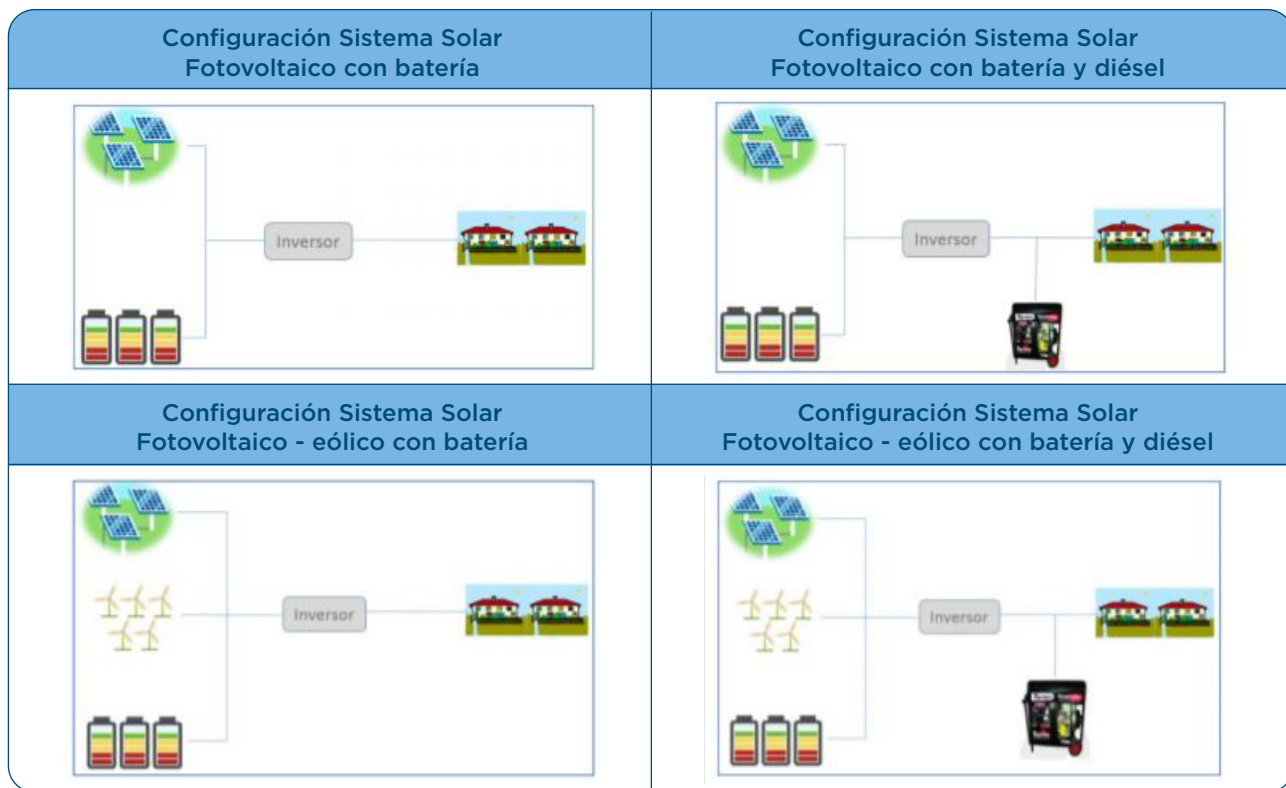 Configuración Sistema Solar
Fotovoltaico con batería
Configuración Sistema Solar
Fotovoltaico con batería y diésel
Inversor
Inversor
Configuración Sistema Solar
Fotovoltaico - eólico con batería
Configuración Sistema Solar
Fotovoltaico - eólico con batería y diésel
Inversor
Inversor